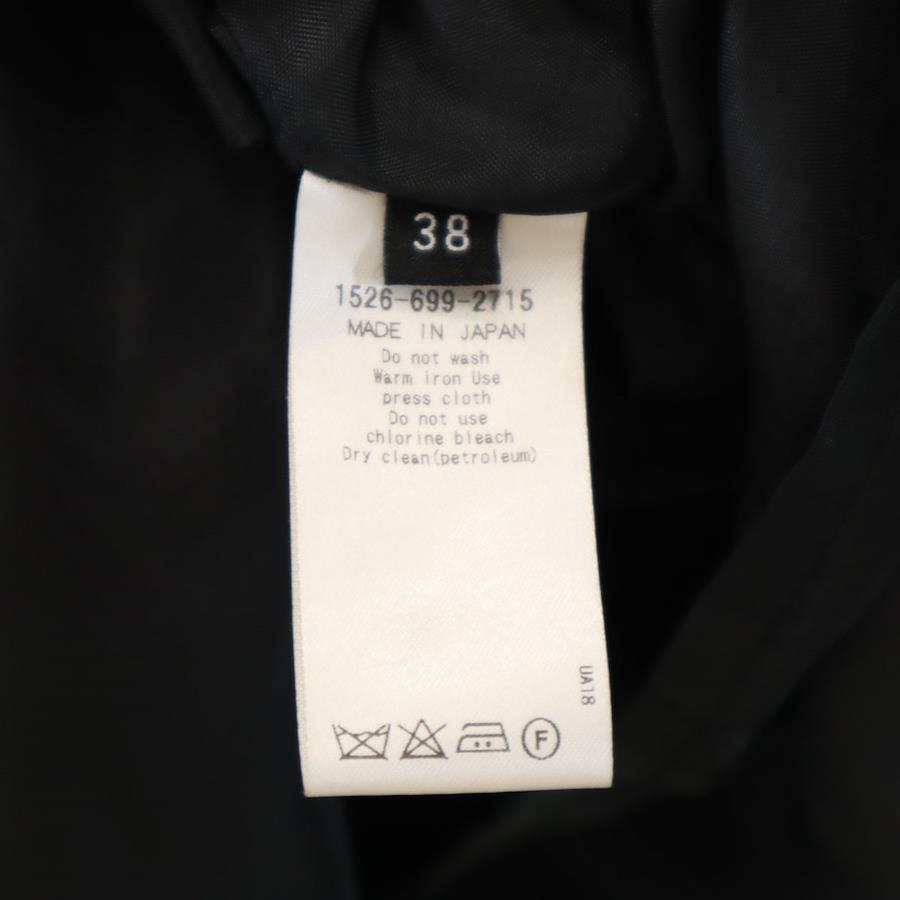 38
1526-699-2715
MADE IN JAPAN
Do not wash
Warm iron Use
press cloth
Do not use
chlorine bleach
Dry clean(petroleum)
UA18
F